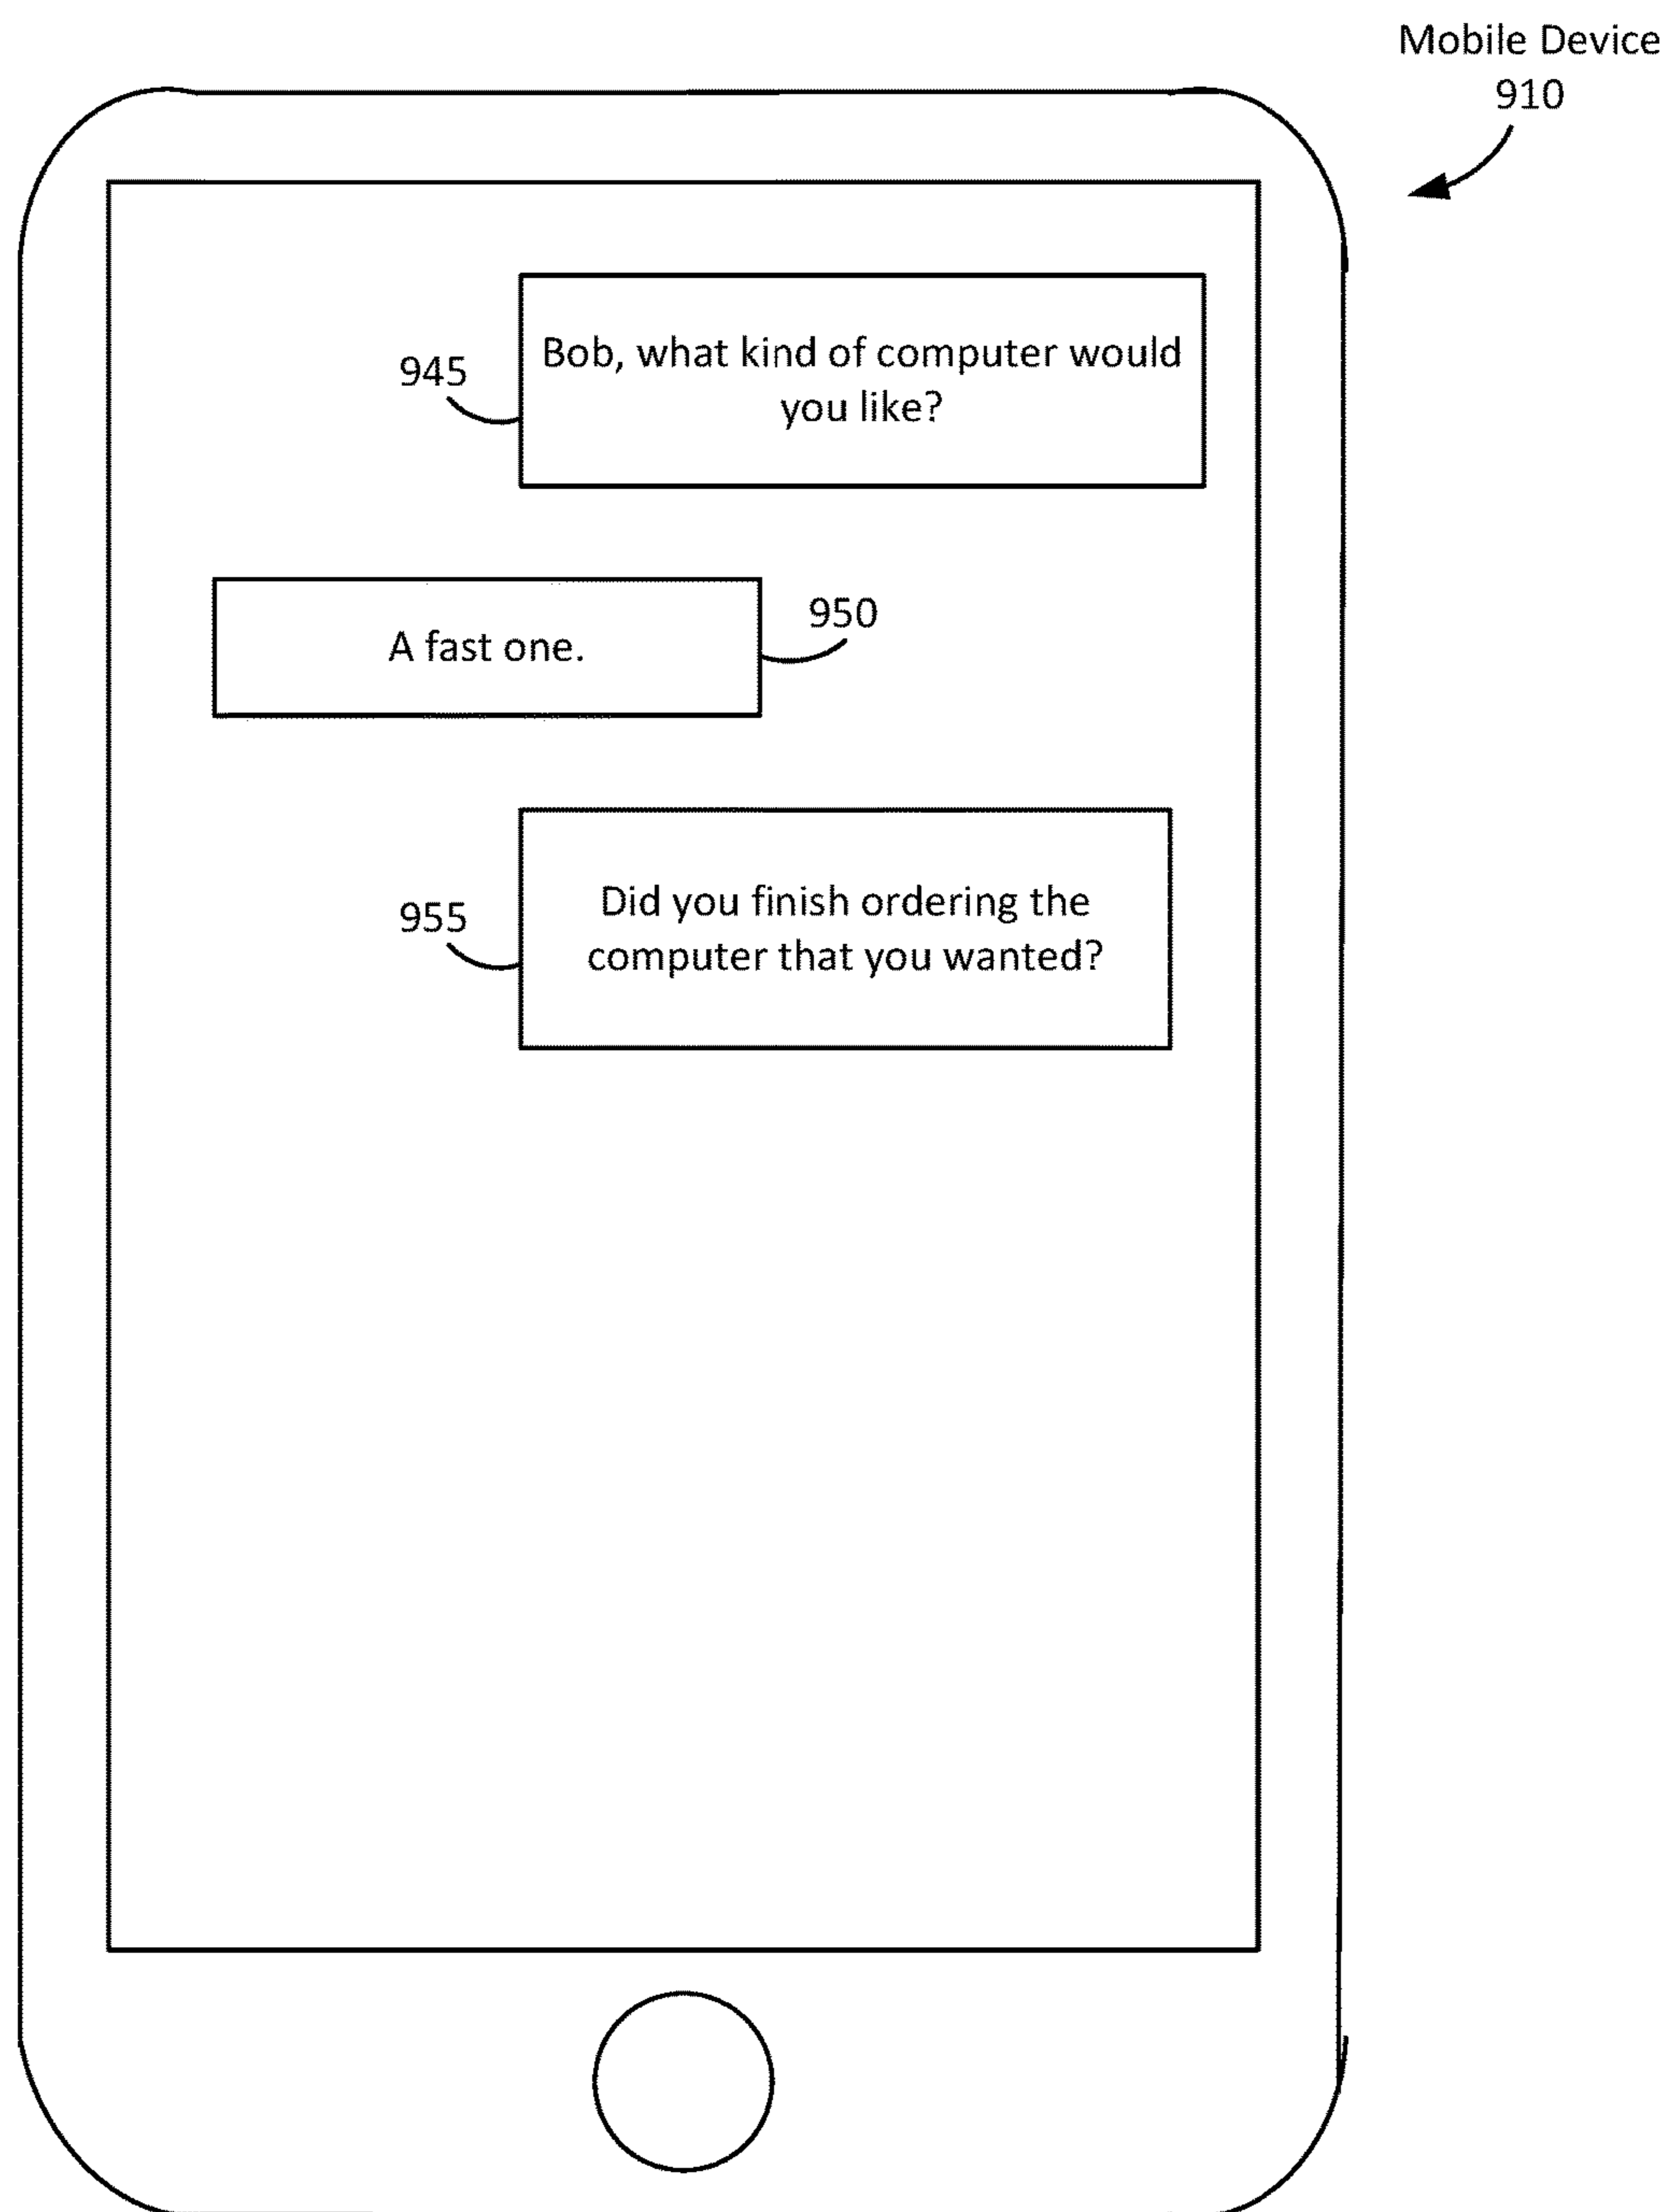 Mobile Device
910
945
Bob, what kind of computer would
you like?
A fast one.
950
955
Did you finish ordering the
computer that you wanted?